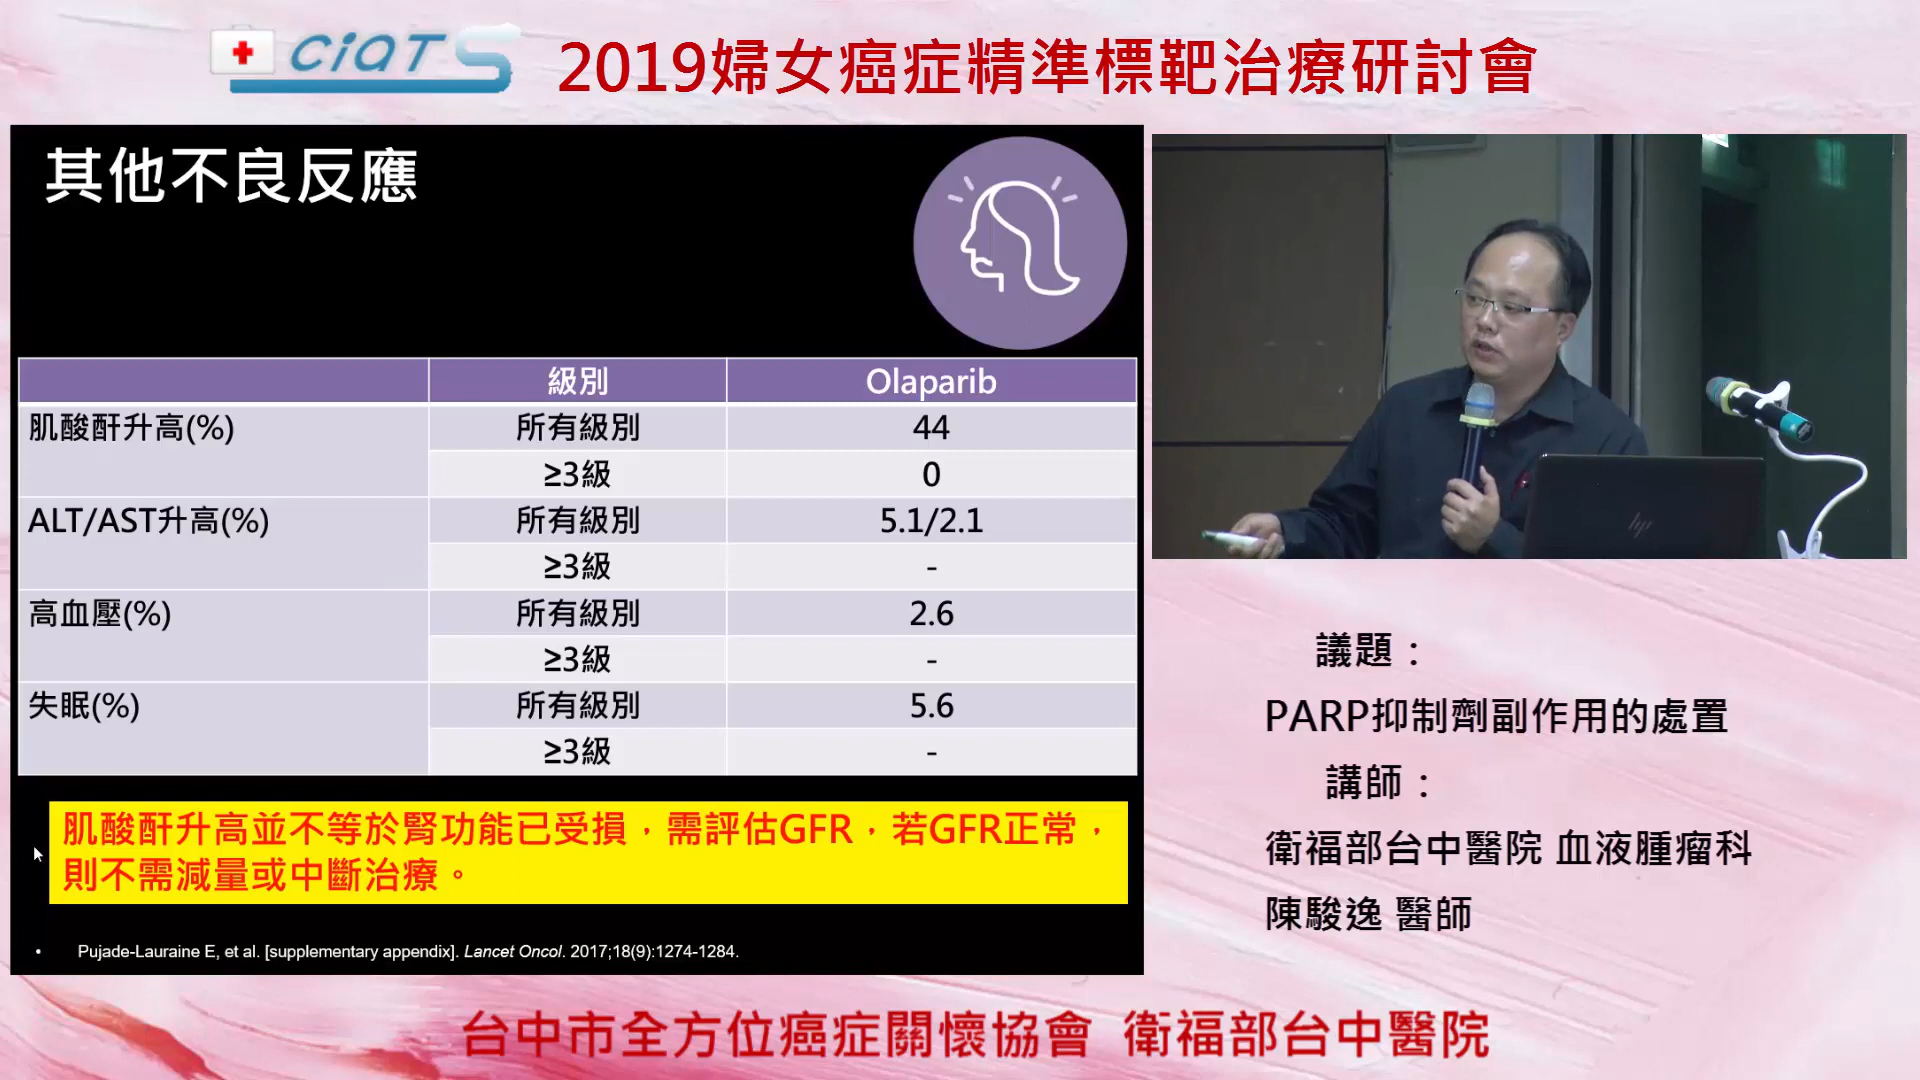 CiQTS
2019婦女癌症精準標靶治療研討會
其他不良反應
級別 Olaparib
肌酸酐升高(%) 所有級別 44
≥3級 0
ALT/AST升高(%) 所有級別 5.1/2.1
≥3級 -
高血壓(%) 所有級別 2.6
≥3級 -
失眠(%) 所有級別 5.6
≥3級 -
肌酸酐升高並不等於腎功能已受損，需評估GFR，若GFR正常，
則不需減量或中斷治療。
• Pujade-Lauraine E, et al. [supplementary appendix]. Lancet Oncol. 2017;18(9):1274-1284.
hp
議題：
PARP抑制劑副作用的處置
講師：
衛福部台中醫院 血液腫瘤科
陳駿逸 醫師
台中市全方位癌症關懷協會 衛福部台中醫院